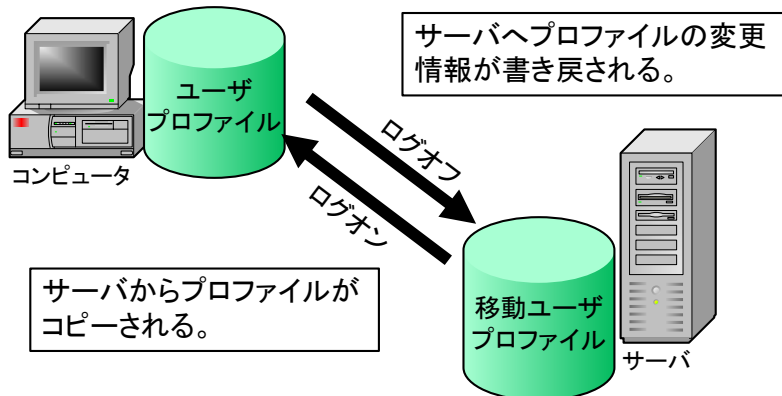 サーバへプロファイルの変更
情報が書き戻される。
ユーザ
プロファイル
コンピュータ
ログオフ
ログオン
サーバからプロファイルが
コピーされる。
移動ユーザ
プロファイル
サーバ